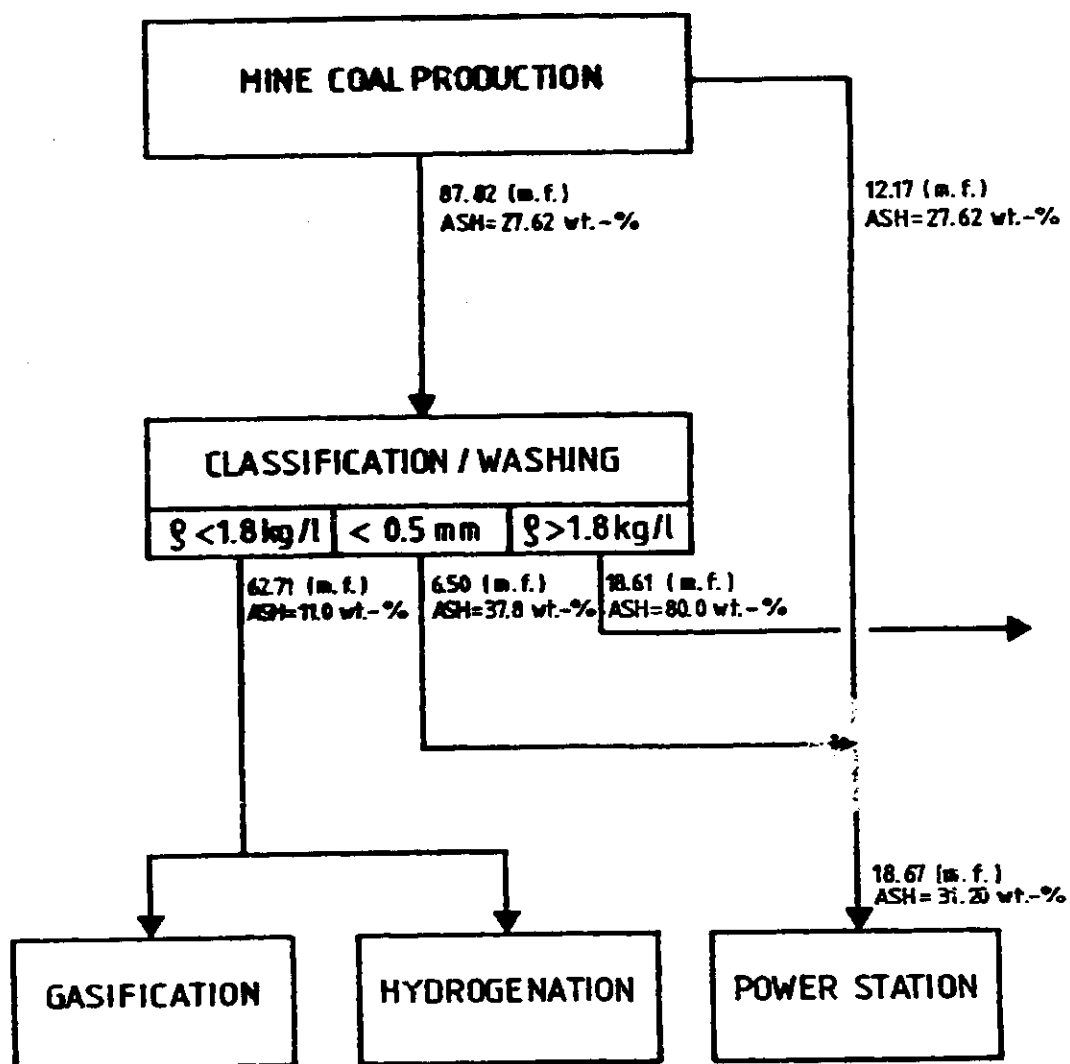 MINE COAL PRODUCTION
87.82 (m.f.)
ASH=27.62 wt.-%
12.17 (m.f.)
ASH=27.62 wt.-%
CLASSIFICATION / WASHING
ϱ <1.8 kg/l
< 0.5 mm
ϱ >1.8 kg/l
62.71 (m.f.)
ASH=11.0 wt.-%
6.50 (m.f.)
ASH=37.8 wt.-%
18.61 (m.f.)
ASH=80.0 wt.-%
18.67 (m.f.)
ASH=31.20 wt.-%
GASIFICATION
HYDROGENATION
POWER STATION